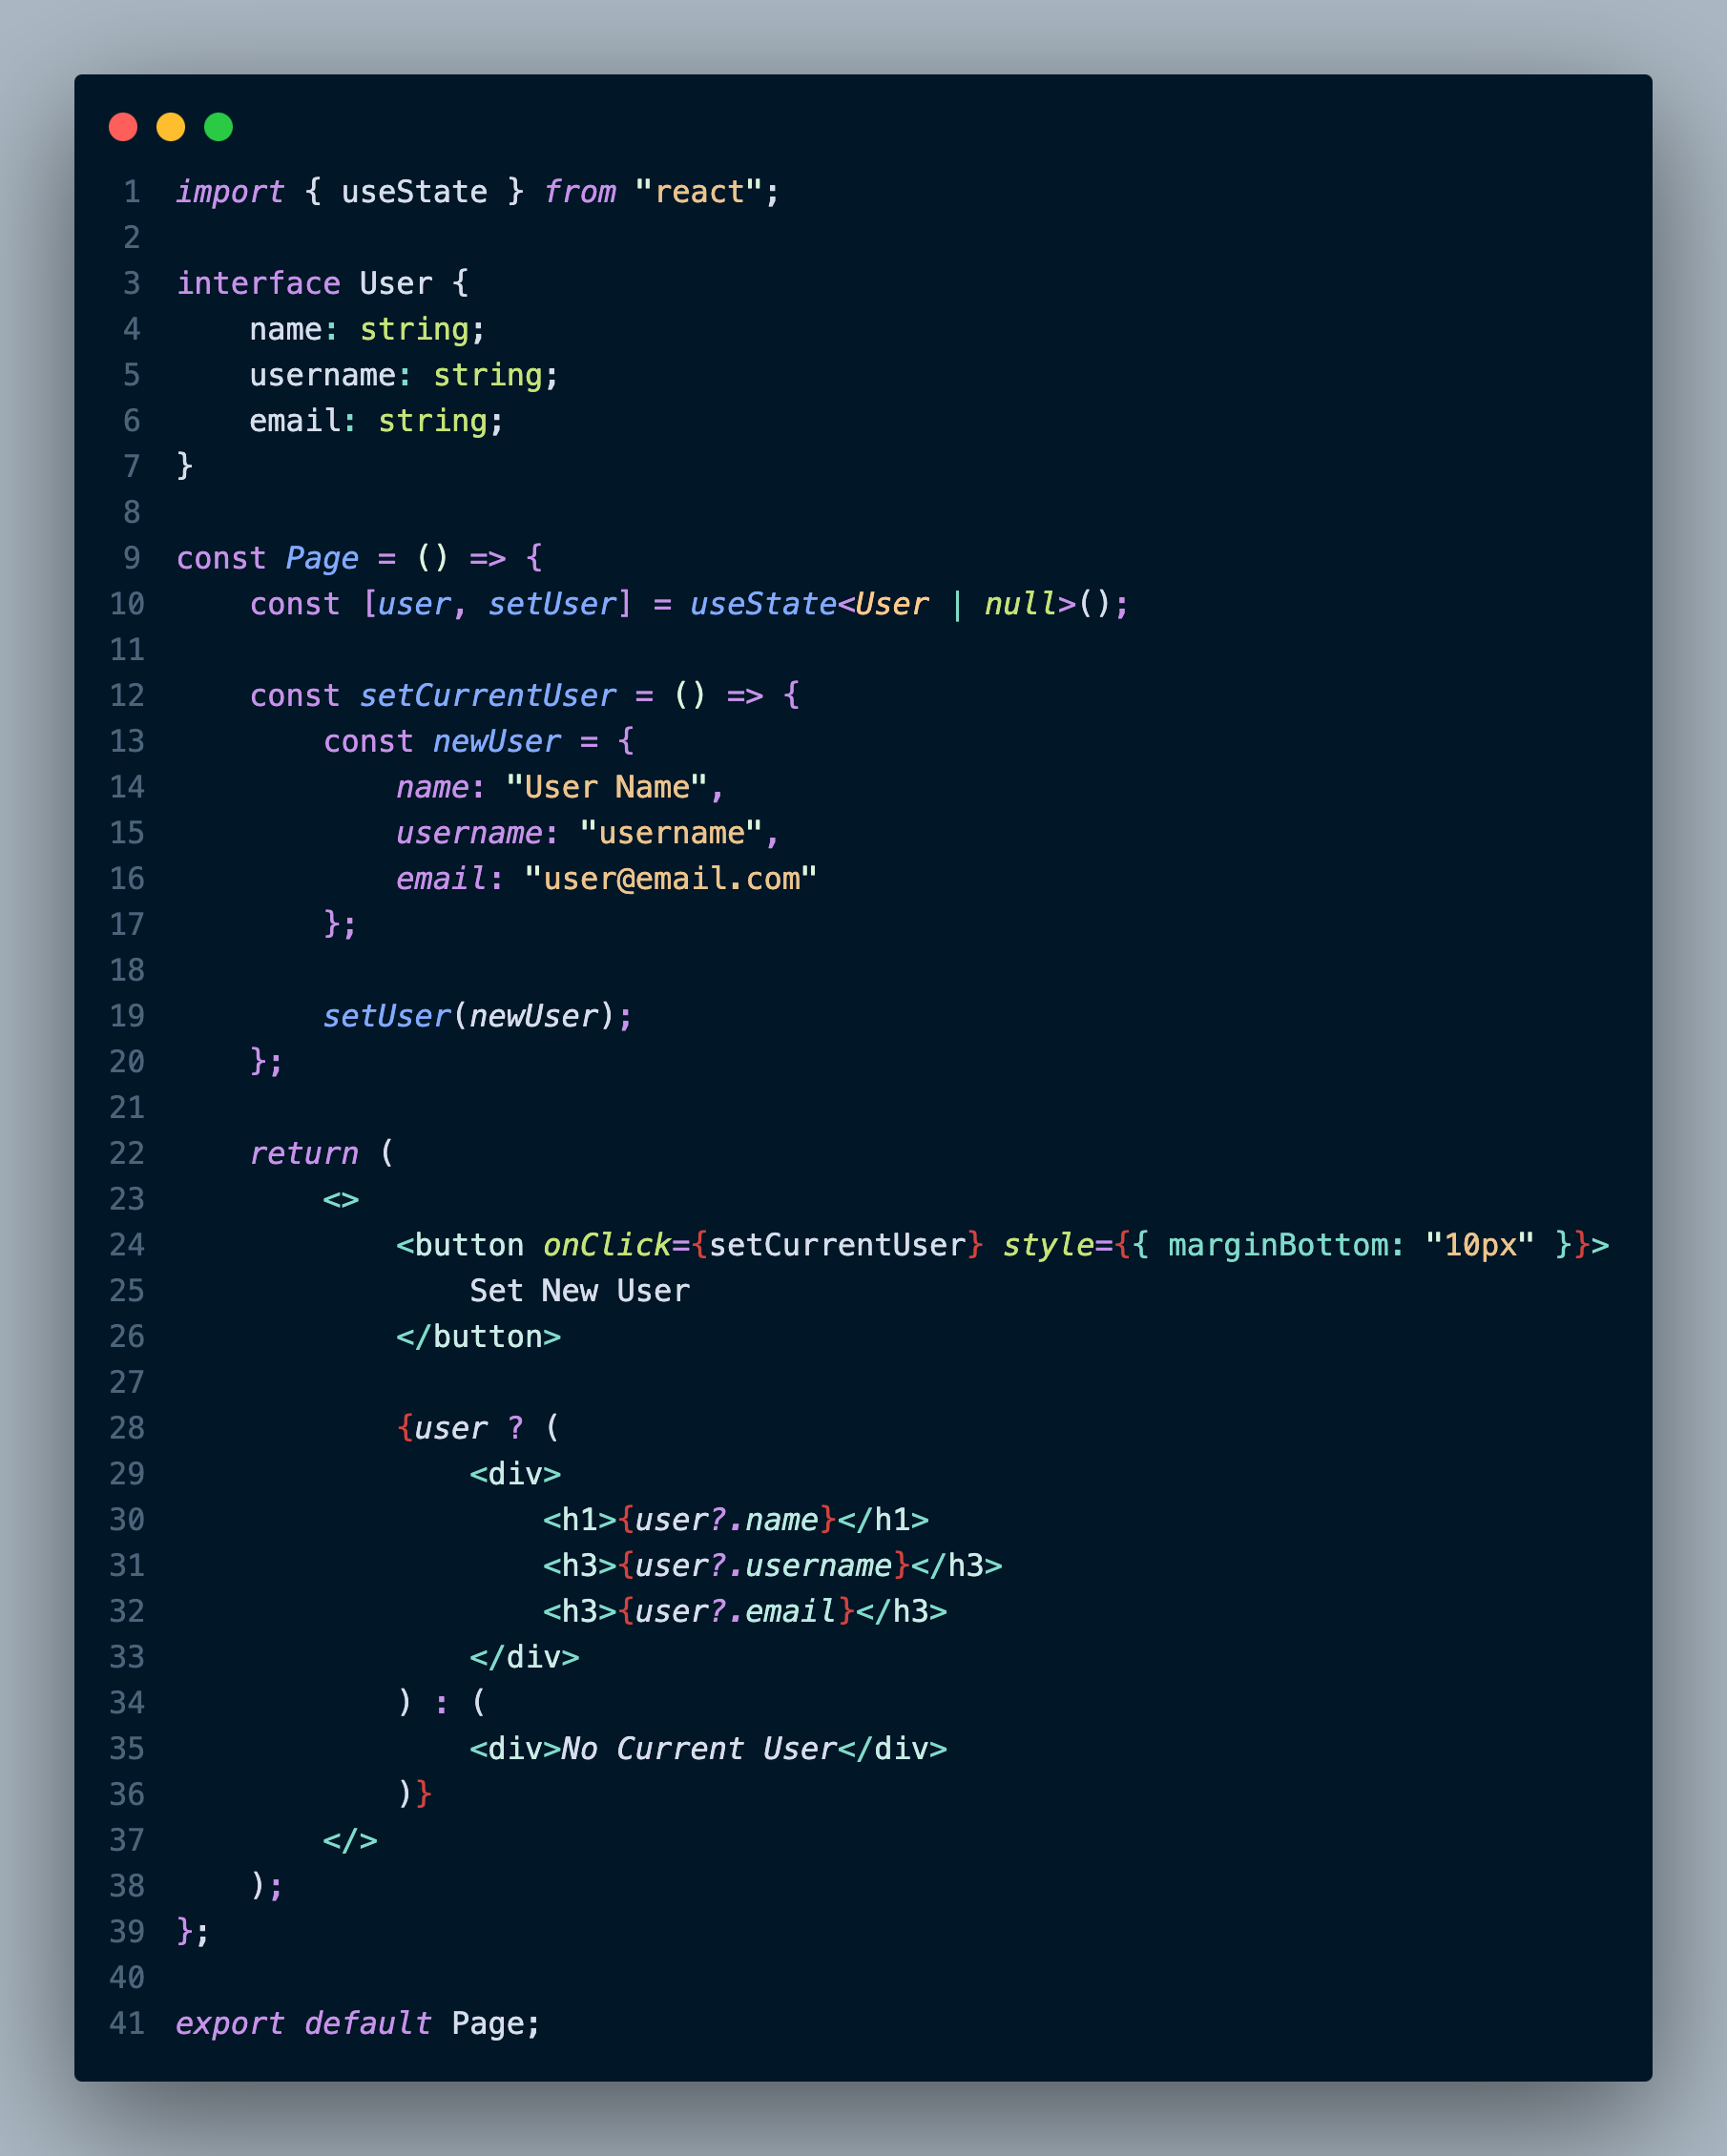 1 import { useState } from "react";
2
3 interface User {
4     name: string;
5     username: string;
6     email: string;
7 }
8
9 const Page = () => {
10     const [user, setUser] = useState<User | null>();
11
12     const setCurrentUser = () => {
13         const newUser = {
14             name: "User Name",
15             username: "username",
16             email: "user@email.com"
17         };
18
19         setUser(newUser);
20     };
21
22     return (
23         <>
24             <button onClick={setCurrentUser} style={{ marginBottom: "10px" }}>
25                 Set New User
26             </button>
27
28             {user ? (
29                 <div>
30                     <h1>{user?.name}</h1>
31                     <h3>{user?.username}</h3>
32                     <h3>{user?.email}</h3>
33                 </div>
34             ) : (
35                 <div>No Current User</div>
36             )}
37         </>
38     );
39 };
40
41 export default Page;